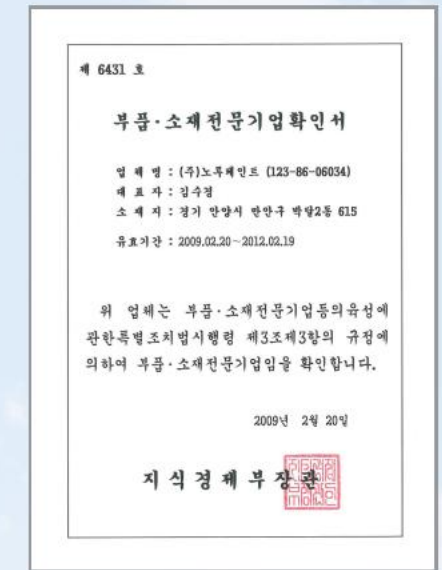 제 6431 호
부품·소재전문기업확인서
업 체 명 : (주)노루페인트 (123-86-06034)
대 표 자 : 김수경
소 재 지 : 경기 안양시 만안구 박달2동 615
유효기간 : 2009.02.20~2012.02.19
위 업체는 부품·소재전문기업등의육성에
관한특별조치법시행령 제3조제3항의 규정에
의하여 부품·소재전문기업임을 확인합니다.
2009년 2월 20일
지식경제부장관